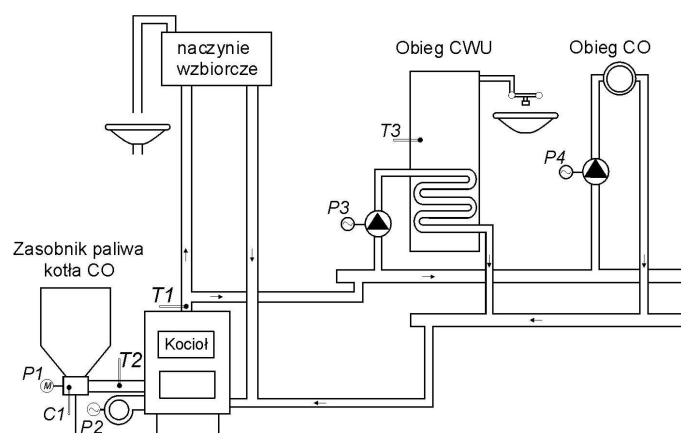 naczynie
wzbiorcze
Obieg CWU
Obieg CO
T3
P4
P3
Zasobnik paliwa
kotła CO
T1
Kocioł
T2
P1
M
C1
P2